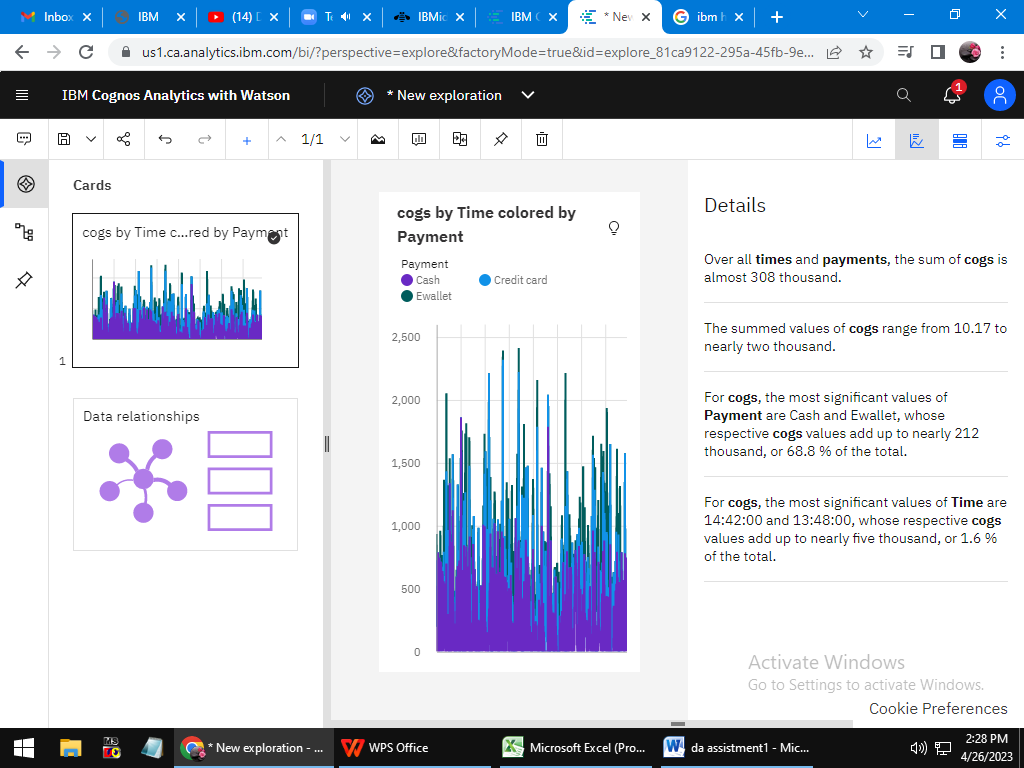 Inbox
IBM
(14)
IBMic
IBM
* New
ibm h
us1.ca.analytics.ibm.com/bi/?perspective=explore&factoryMode=true&id=explore_81ca9122-295a-45fb-9e...
IBM Cognos Analytics with Watson
* New exploration
1
1/1
Cards
cogs by Time c...red by Payment
1
Data relationships
cogs by Time colored by
Payment
Payment
Cash
Credit card
Ewallet
2,500
2,000
1,500
1,000
500
0
Details
Over all times and payments, the sum of cogs is
almost 308 thousand.
The summed values of cogs range from 10.17 to
nearly two thousand.
For cogs, the most significant values of
Payment are Cash and Ewallet, whose
respective cogs values add up to nearly 212
thousand, or 68.8 % of the total.
For cogs, the most significant values of Time are
14:42:00 and 13:48:00, whose respective cogs
values add up to nearly five thousand, or 1.6 %
of the total.
Activate Windows
Go to Settings to activate Windows.
Cookie Preferences
* New exploration - ...
WPS Office
Microsoft Excel (Pro...
da assistment1 - Mic...
2:28 PM
4/26/2023